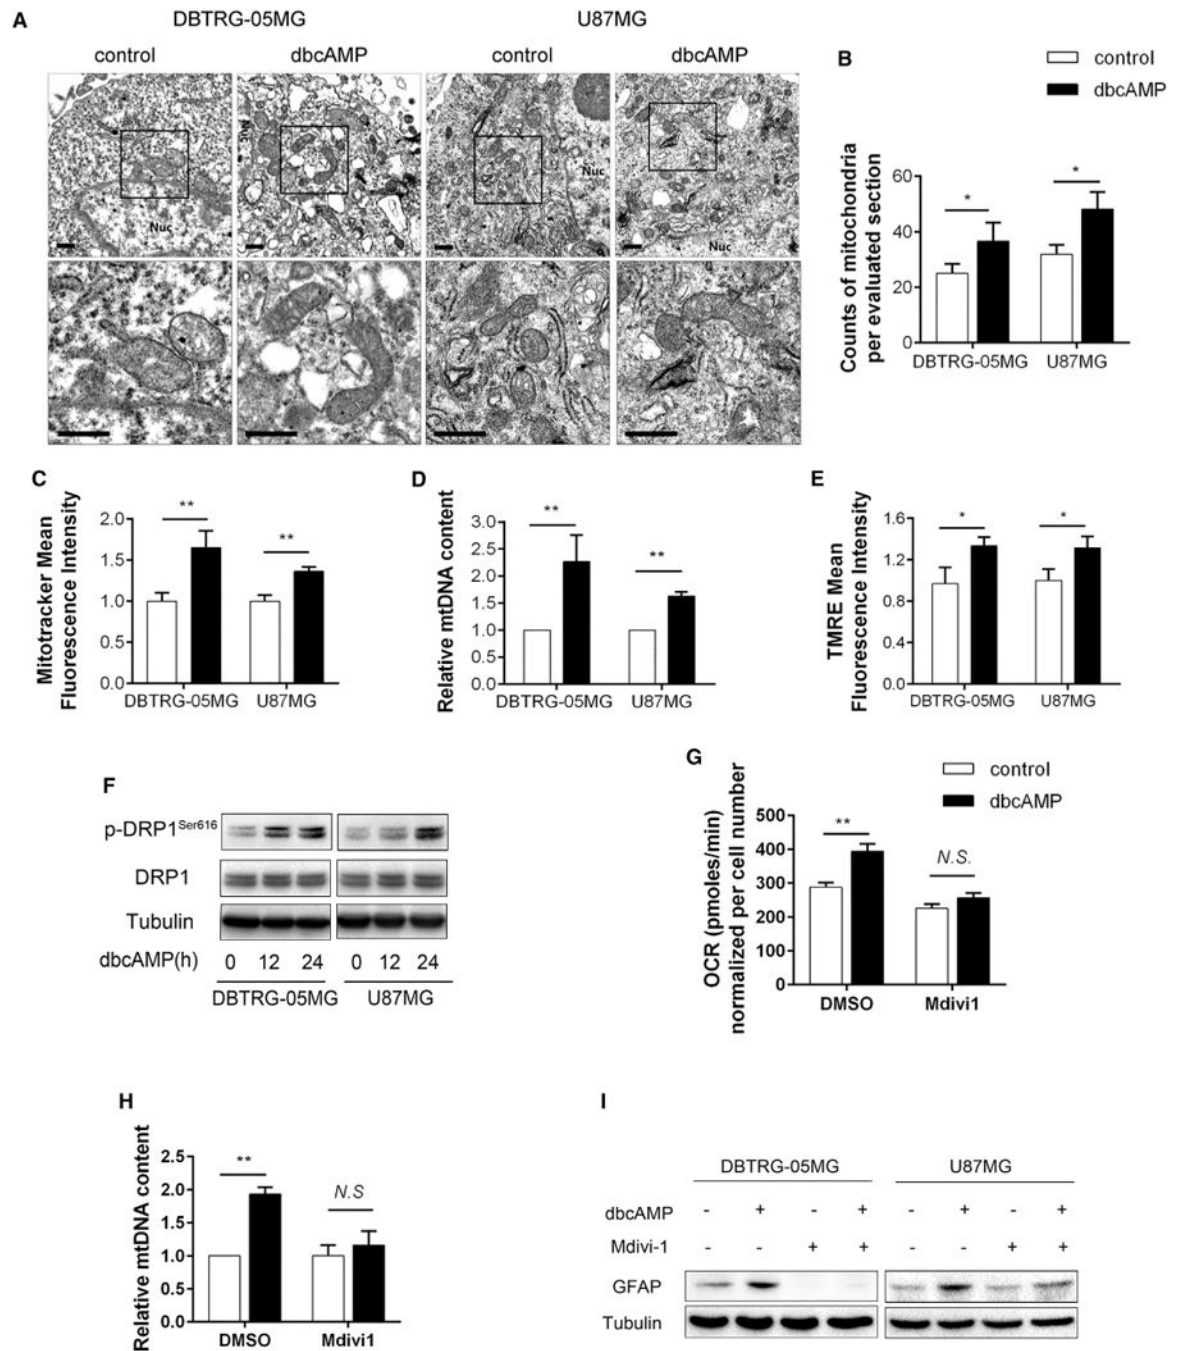 A
DBTRG-05MG
U87MG
control
dbcAMP
control
dbcAMP
Nuc
Nuc
Nuc
Nuc
B
control
dbcAMP
Counts of mitochondria
per evaluated section
60
40
20
0
*
*
DBTRG-05MG
U87MG
C
Mitotracker Mean
Fluorescence Intensity
2.0
1.5
1.0
0.5
0.0
**
**
DBTRG-05MG
U87MG
D
Relative mtDNA content
3.0
2.5
2.0
1.5
1.0
0.5
0.0
**
**
DBTRG-05MG
U87MG
E
TMRE Mean
Fluorescence Intensity
1.6
1.2
0.8
0.4
0.0
*
*
DBTRG-05MG
U87MG
F
p-DRP1Ser616
DRP1
Tubulin
dbcAMP(h) 0 12 24 0 12 24
DBTRG-05MG U87MG
G
control
dbcAMP
OCR (pmoles/min)
normalized per cell number
500
400
300
200
100
0
**
N.S.
DMSO
Mdivi1
H
Relative mtDNA content
2.5
2.0
1.5
1.0
0.5
0.0
**
N.S
DMSO
Mdivi1
I
DBTRG-05MG U87MG
dbcAMP - + - + - + - +
Mdivi-1 - - + + - - + +
GFAP
Tubulin